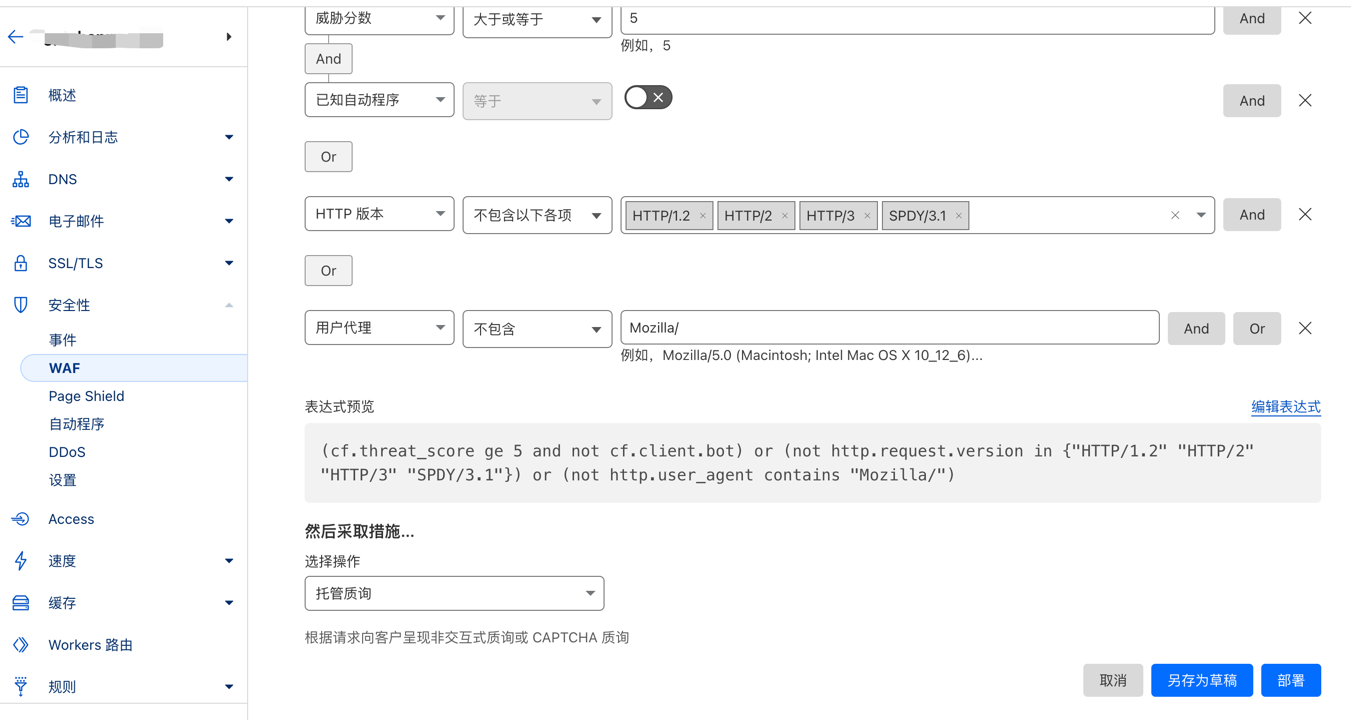 威胁分数 大于或等于 5 And
例如，5
And
已知自动程序 等于 And
Or
HTTP 版本 不包含以下各项 HTTP/1.2 × HTTP/2 × HTTP/3 × SPDY/3.1 × And
Or
用户代理 不包含 Mozilla/ And Or
例如，Mozilla/5.0 (Macintosh; Intel Mac OS X 10_12_6)...
表达式预览 编辑表达式
(cf.threat_score ge 5 and not cf.client.bot) or (not http.request.version in {"HTTP/1.2" "HTTP/2"
"HTTP/3" "SPDY/3.1"}) or (not http.user_agent contains "Mozilla/")
然后采取措施...
选择操作
托管质询
根据请求向客户呈现非交互式质询或 CAPTCHA 质询
取消 另存为草稿 部署
概述
分析和日志
DNS
电子邮件
SSL/TLS
安全性
事件
WAF
Page Shield
自动程序
DDoS
设置
Access
速度
缓存
Workers 路由
规则